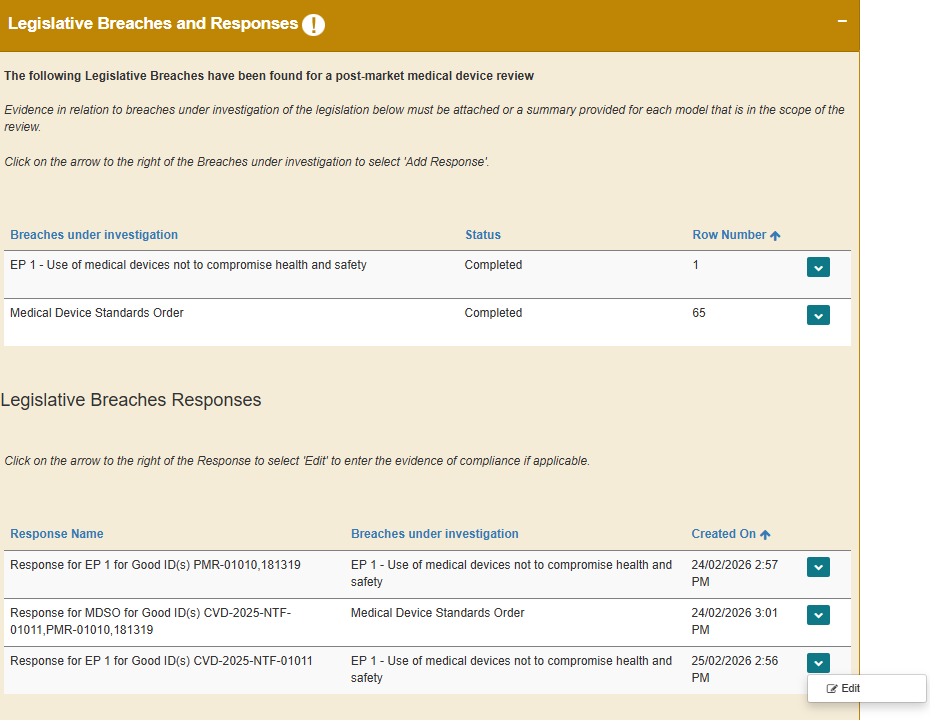 Legislative Breaches and Responses
The following Legislative Breaches have been found for a post-market medical device review
Evidence in relation to breaches under investigation of the legislation below must be attached or a summary provided for each model that is in the scope of the
review.
Click on the arrow to the right of the Breaches under investigation to select 'Add Response'.
Breaches under investigation Status Row Number
EP 1 - Use of medical devices not to compromise health and safety Completed 1
Medical Device Standards Order Completed 65
Legislative Breaches Responses
Click on the arrow to the right of the Response to select 'Edit' to enter the evidence of compliance if applicable.
Response Name Breaches under investigation Created On
Response for EP 1 for Good ID(s) PMR-01010,181319 EP 1 - Use of medical devices not to compromise health and 24/02/2026 2:57
safety PM
Response for MDSO for Good ID(s) CVD-2025-NTF- Medical Device Standards Order 24/02/2026 3:01
01011,PMR-01010,181319 PM
Response for EP 1 for Good ID(s) CVD-2025-NTF-01011 EP 1 - Use of medical devices not to compromise health and 25/02/2026 2:56
safety PM
Edit